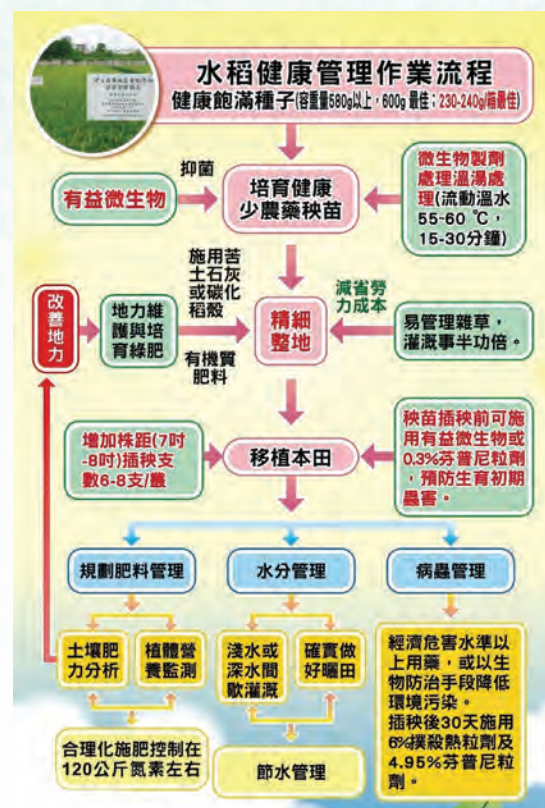 水稻健康管理作業流程
健康飽滿種子(容重量580g以上，600g 最佳；230-240g/箱最佳)
有益微生物
抑菌
培育健康
少農藥秧苗
微生物製劑
處理溫湯處
理(流動溫水
55-60 ℃，
15-30分鐘)
改善地力
地力維
護與培
育綠肥
施用苦
土石灰
或碳化
稻殼
有機質
肥料
精細
整地
減省勞
力成本
易管理雜草，
灌溉事半功倍。
增加株距(7吋
-8吋)插秧支
數6-8支/叢
移植本田
秧苗插秧前可施
用有益微生物或
0.3%芬普尼粒劑
，預防生育初期
蟲害。
規劃肥料管理
水分管理
病蟲管理
土壤肥
力分析
植體營
養監測
淺水或
深水間
歇灌溉
確實做
好曬田
經濟危害水準以
上用藥，或以生
物防治手段降低
環境污染。
插秧後30天施用
6%撲殺熱粒劑及
4.95%芬普尼粒
劑。
合理化施肥控制在
120公斤氮素左右
節水管理